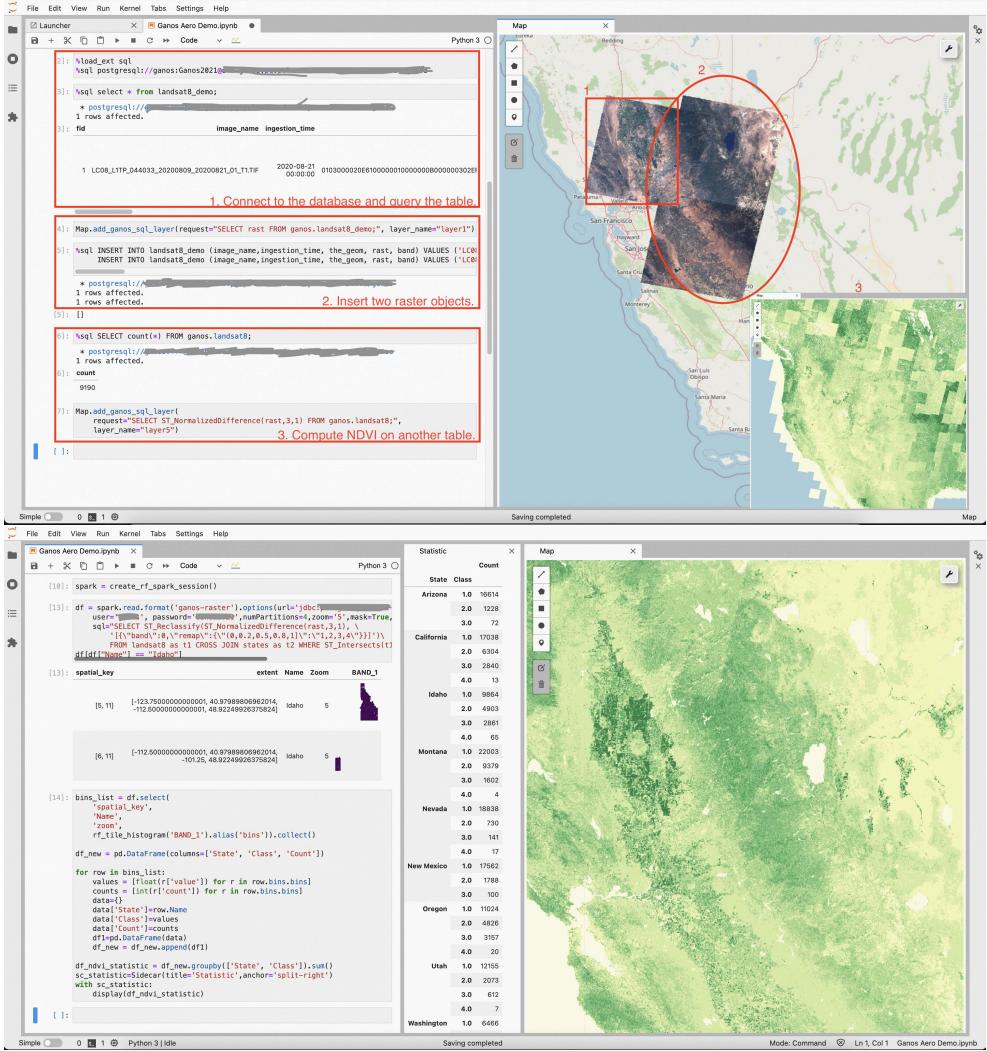 File Edit View Run Kernel Tabs Settings Help
Launcher
Ganos Aero Demo.ipynb
Code
Python 3
2]: %load_ext sql
%sql postgresql://ganos:Ganos2021@
3]: %sql select * from landsat8_demo;
* postgresql://
1 rows affected.
3]: fid image_name ingestion_time
1 LC08_L1TP_044033_20200809_20200821_01_T1.TIF 2020-08-21 00:00:00 0103000020E6100000010000000B000000302E
1. Connect to the database and query the table.
4]: Map.add_ganos_sql_layer(request="SELECT rast FROM ganos.landsat8_demo;", layer_name="layer1")
5]: %sql INSERT INTO landsat8_demo (image_name,ingestion_time, the_geom, rast, band) VALUES ('LC0
INSERT INTO landsat8_demo (image_name,ingestion_time, the_geom, rast, band) VALUES ('LC0
* postgresql://
1 rows affected.
1 rows affected.
2. Insert two raster objects.
[5]: []
6]: %sql SELECT count(*) FROM ganos.landsat8;
* postgresql://
1 rows affected.
6]: count
9190
7]: Map.add_ganos_sql_layer(
request="SELECT ST_NormalizedDifference(rast,3,1) FROM ganos.landsat8;",
layer_name="layer5")
3. Compute NDVI on another table.
[ ]:
Map
Eureka
Redding
1
2
Petaluma
San Francisco
Hayward
San Jos
Santa Cru
Salinas
Monterey
San Luis
Obispo
Santa Maria
Santa Ba
3
Map
Simple 0 1
Saving completed
Map
File Edit View Run Kernel Tabs Settings Help
Ganos Aero Demo.ipynb
Code
Python 3
[10]: spark = create_rf_spark_session()
[13]: df = spark.read.format('ganos-raster').options(url='jdbc:
user=" password=' numPartitions=4,zoom='5',mask=True,
sql="SELECT ST_Reclassify(ST_NormalizedDifference(rast,3,1), \
'[{\"band\":0,\"remap\":{\"(0,0.2,0.5,0.8,1]\":\"1,2,3,4\"}}]')\
FROM landsat8 as t1 CROSS JOIN states as t2 WHERE ST_Intersects(t1
df[df["Name"] == "Idaho"]
[13]: spatial_key extent Name Zoom BAND_1
[5, 11] [-123.75000000000001, 40.97989806962014, -112.50000000000001, 48.92249926375824] Idaho 5
[6, 11] [-112.50000000000001, 40.97989806962014, -101.25, 48.92249926375824] Idaho 5
[14]: bins_list = df.select(
'spatial_key',
'Name',
'zoom',
rf_tile_histogram('BAND_1').alias('bins')).collect()
df_new = pd.DataFrame(columns=['State', 'Class', 'Count'])
for row in bins_list:
values = [float(r['value']) for r in row.bins.bins]
counts = [int(r['count']) for r in row.bins.bins]
data={}
data['State']=row.Name
data['Class']=values
data['Count']=counts
df1=pd.DataFrame(data)
df_new = df_new.append(df1)
df_ndvi_statistic = df_new.groupby(['State', 'Class']).sum()
sc_statistic=Sidecar(title='Statistic',anchor='split-right')
with sc_statistic:
display(df_ndvi_statistic)
[ ]:
Statistic
Count
State Class
Arizona 1.0 16614
2.0 1228
3.0 72
California 1.0 17038
2.0 6304
3.0 2840
4.0 13
Idaho 1.0 9864
2.0 4903
3.0 2861
4.0 65
Montana 1.0 22003
2.0 9379
3.0 1602
4.0 4
Nevada 1.0 18838
2.0 730
3.0 141
4.0 17
New Mexico 1.0 17562
2.0 1788
3.0 100
Oregon 1.0 11024
2.0 4826
3.0 3157
4.0 20
Utah 1.0 12155
2.0 2073
3.0 612
4.0 7
Washington 1.0 6466
Map
Simple 0 1 Python 3 | Idle
Saving completed
Mode: Command Ln 1, Col 1 Ganos Aero Demo.ipynb